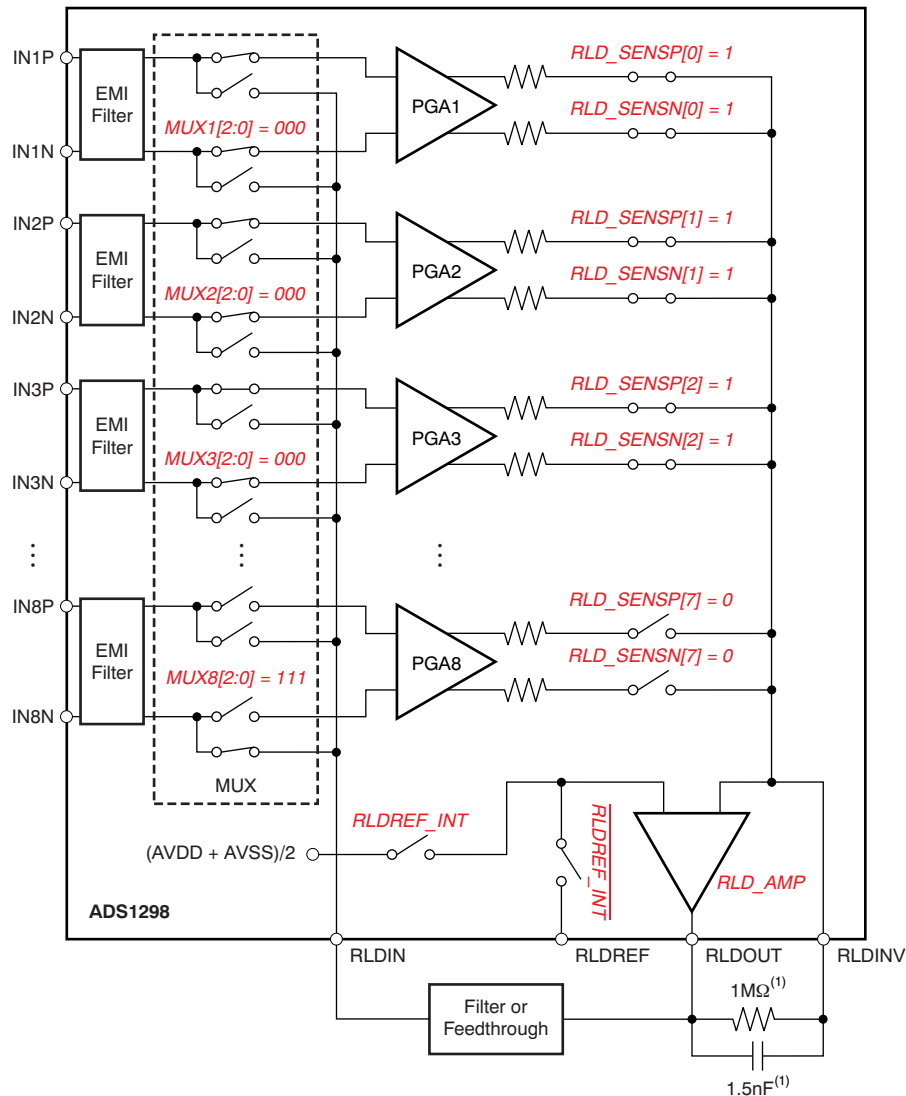 IN1P
EMI
Filter
IN1N
MUX1[2:0] = 000
PGA1
RLD_SENSP[0] = 1
RLD_SENSN[0] = 1
IN2P
EMI
Filter
IN2N
MUX2[2:0] = 000
PGA2
RLD_SENSP[1] = 1
RLD_SENSN[1] = 1
IN3P
EMI
Filter
IN3N
MUX3[2:0] = 000
PGA3
RLD_SENSP[2] = 1
RLD_SENSN[2] = 1
IN8P
EMI
Filter
IN8N
MUX8[2:0] = 111
MUX
PGA8
RLD_SENSP[7] = 0
RLD_SENSN[7] = 0
RLDREF_INT
(AVDD + AVSS)/2
RLDREF_INT
RLD_AMP
ADS1298
RLDIN
RLDREF
RLDOUT
RLDINV
Filter or
Feedthrough
1MΩ(1)
1.5nF(1)